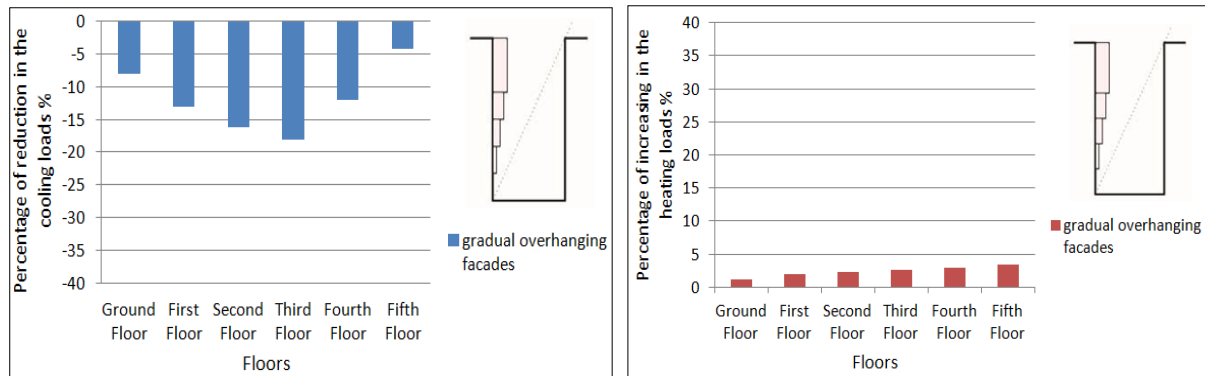 Percentage of reduction in the
cooling loads %
0
-5
-10
-15
-20
-25
-30
-35
-40
Ground
Floor
First
Floor
Second
Floor
Third
Floor
Fourth
Floor
Fifth
Floor
Floors
gradual overhanging
facades
Percentage of increasing in the
heating loads %
40
35
30
25
20
15
10
5
0
Ground
Floor
First
Floor
Second
Floor
Third
Floor
Fourth
Floor
Fifth
Floor
Floors
gradual overhanging
facades